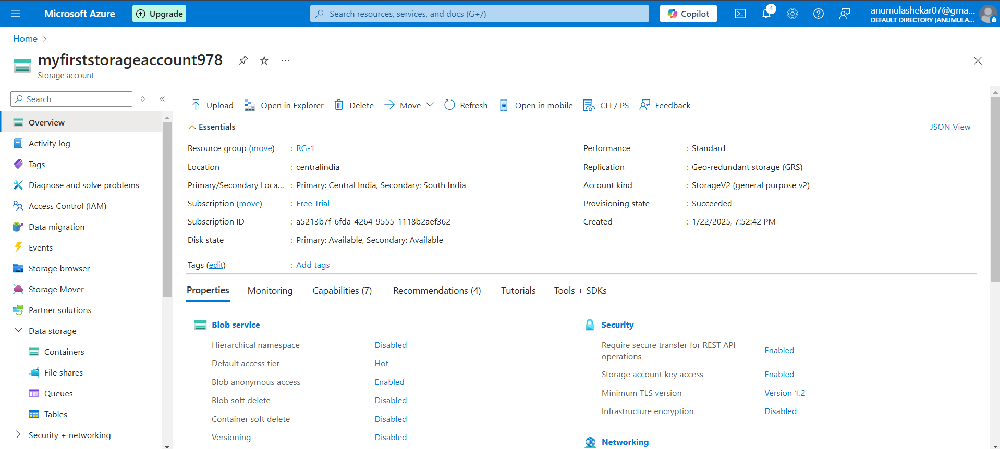 Microsoft Azure
Upgrade
Search resources, services, and docs (G+/)
Copilot
4
anumulashekar07@gma...
DEFAULT DIRECTORY (ANUMULA...
Home
myfirststorageaccount978
...
Storage account
Search
Upload
Open in Explorer
Delete
Move
Refresh
Open in mobile
CLI / PS
Feedback
Overview
Activity log
Tags
Diagnose and solve problems
Access Control (IAM)
Data migration
Events
Storage browser
Storage Mover
Partner solutions
Data storage
Containers
File shares
Queues
Tables
Security + networking
Essentials
JSON View
Resource group (move) : RG-1
Location : centralindia
Primary/Secondary Loca... : Primary: Central India, Secondary: South India
Subscription (move) : Free Trial
Subscription ID : a5213b7f-6fda-4264-9555-1118b2aef362
Disk state : Primary: Available, Secondary: Available
Tags (edit) : Add tags
Performance : Standard
Replication : Geo-redundant storage (GRS)
Account kind : StorageV2 (general purpose v2)
Provisioning state : Succeeded
Created : 1/22/2025, 7:52:42 PM
Properties
Monitoring
Capabilities (7)
Recommendations (4)
Tutorials
Tools + SDKs
Blob service
Hierarchical namespace Disabled
Default access tier Hot
Blob anonymous access Enabled
Blob soft delete Disabled
Container soft delete Disabled
Versioning Disabled
Security
Require secure transfer for REST API
operations Enabled
Storage account key access Enabled
Minimum TLS version Version 1.2
Infrastructure encryption Disabled
Networking